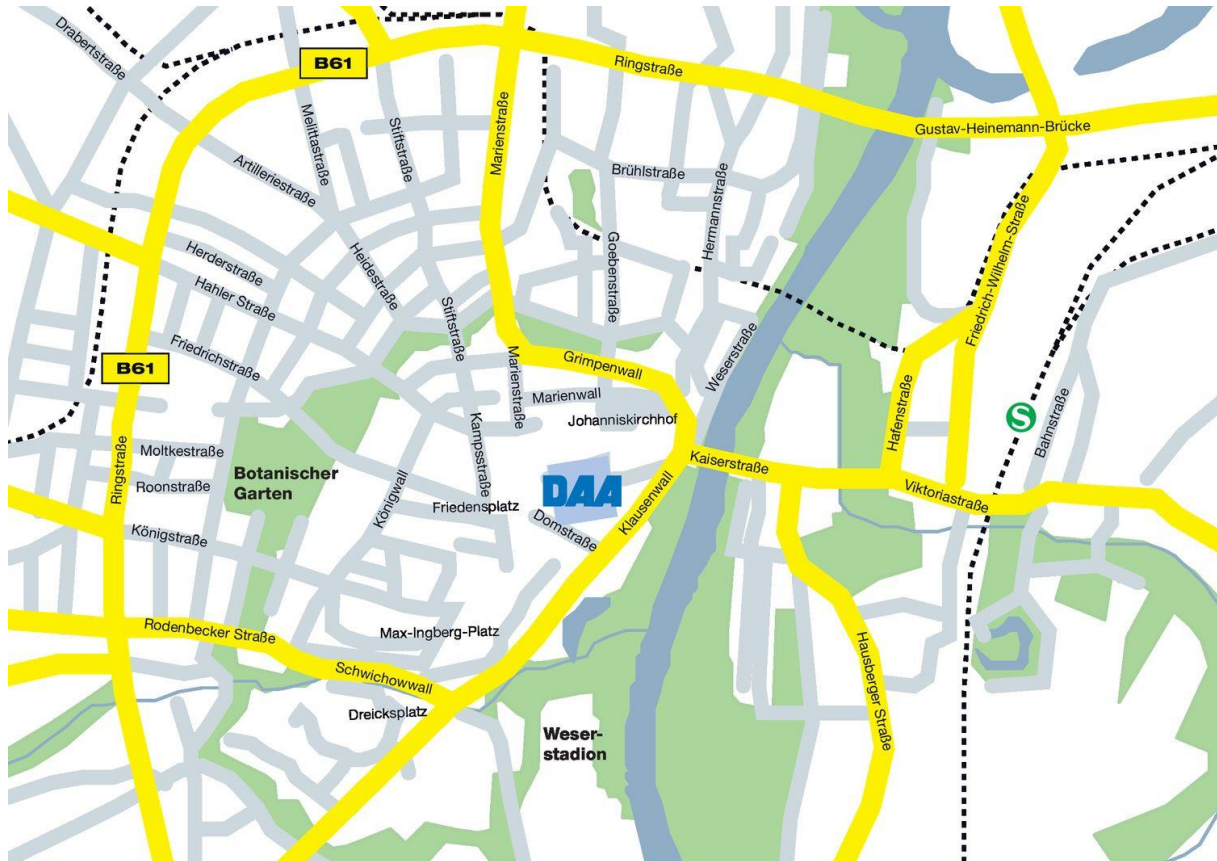 Drabertstraße
B61
Ringstraße
Gustav-Heinemann-Brücke
Melittastraße
Stiftstraße
Marienstraße
Artilleriestraße
Brühlstraße
Hermannstraße
Friedrich-Wilhelm-Straße
Herderstraße
Hahler Straße
Heidestraße
Goebenstraße
Stiftstraße
Friedrichstraße
B61
Marienstraße
Grimpenwall
Weserstraße
Marienwall
Johanniskirchhof
Hafenstraße
S
Bahnstraße
Ringstraße
Moltkestraße
Roonstraße
Botanischer
Garten
Königwall
Kampsstraße
Friedensplatz
DAA
Domstraße
Klausenwall
Kaiserstraße
Viktoriastraße
Königstraße
Rodenbecker Straße
Max-Ingberg-Platz
Schwichowwall
Dreicksplatz
Hausberger Straße
Weser-
stadion